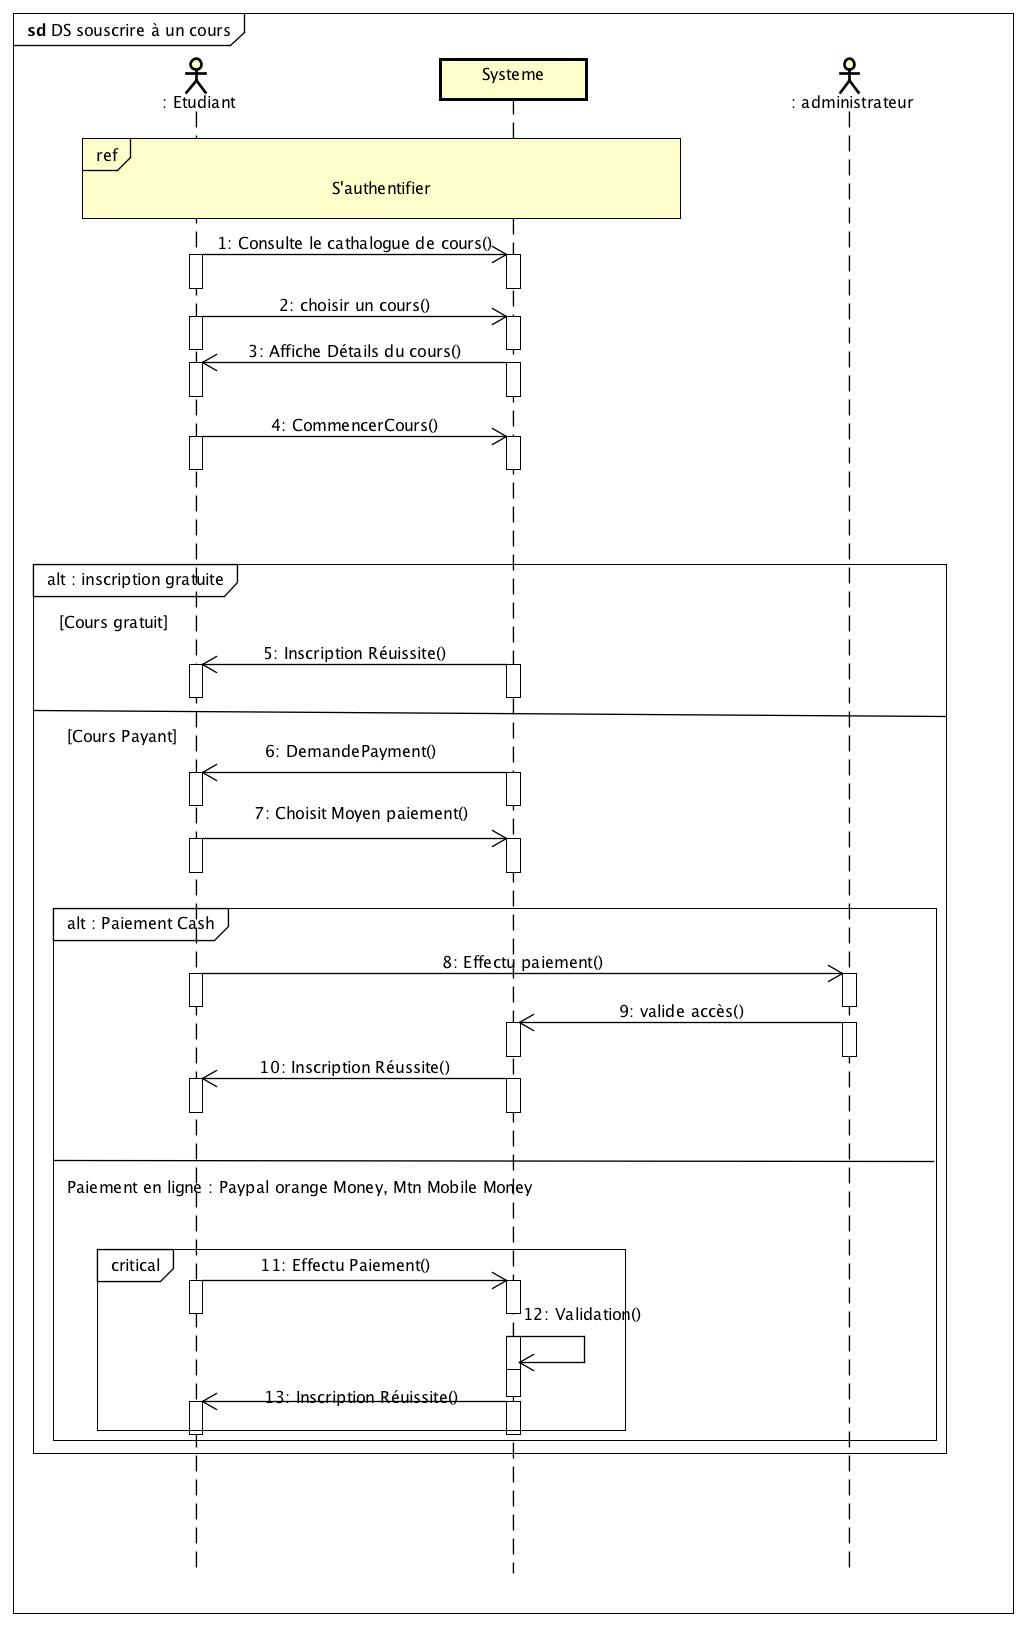 sd DS souscrire à un cours
: Etudiant
Systeme
: administrateur
ref
S'authentifier
1: Consulte le cathalogue de cours()
2: choisir un cours()
3: Affiche Détails du cours()
4: CommencerCours()
alt : inscription gratuite
[Cours gratuit]
5: Inscription Réuissite()
[Cours Payant]
6: DemandePayment()
7: Choisit Moyen paiement()
alt : Paiement Cash
8: Effectu paiement()
9: valide accès()
10: Inscription Réussite()
Paiement en ligne : Paypal orange Money, Mtn Mobile Money
critical
11: Effectu Paiement()
12: Validation()
13: Inscription Réuissite()